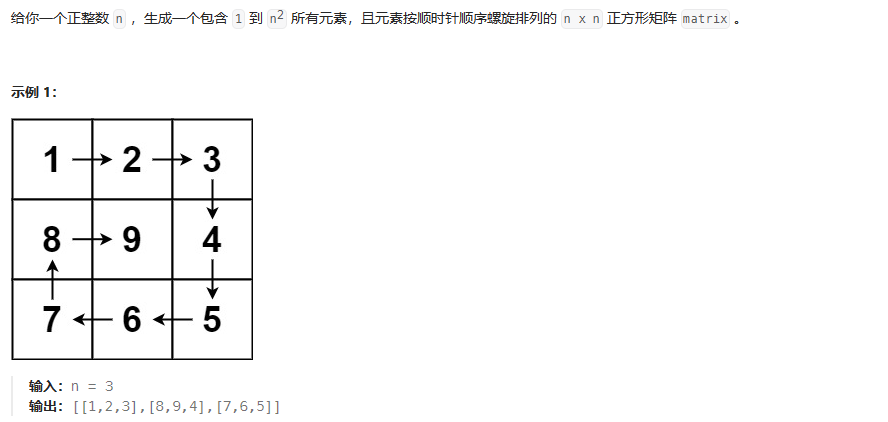 给你一个正整数 n ，生成一个包含 1 到 n² 所有元素，且元素按顺时针顺序螺旋排列的 n x n 正方形矩阵 matrix 。
示例 1：
1 2 3
8 9 4
7 6 5
输入：n = 3
输出：[[1,2,3],[8,9,4],[7,6,5]]